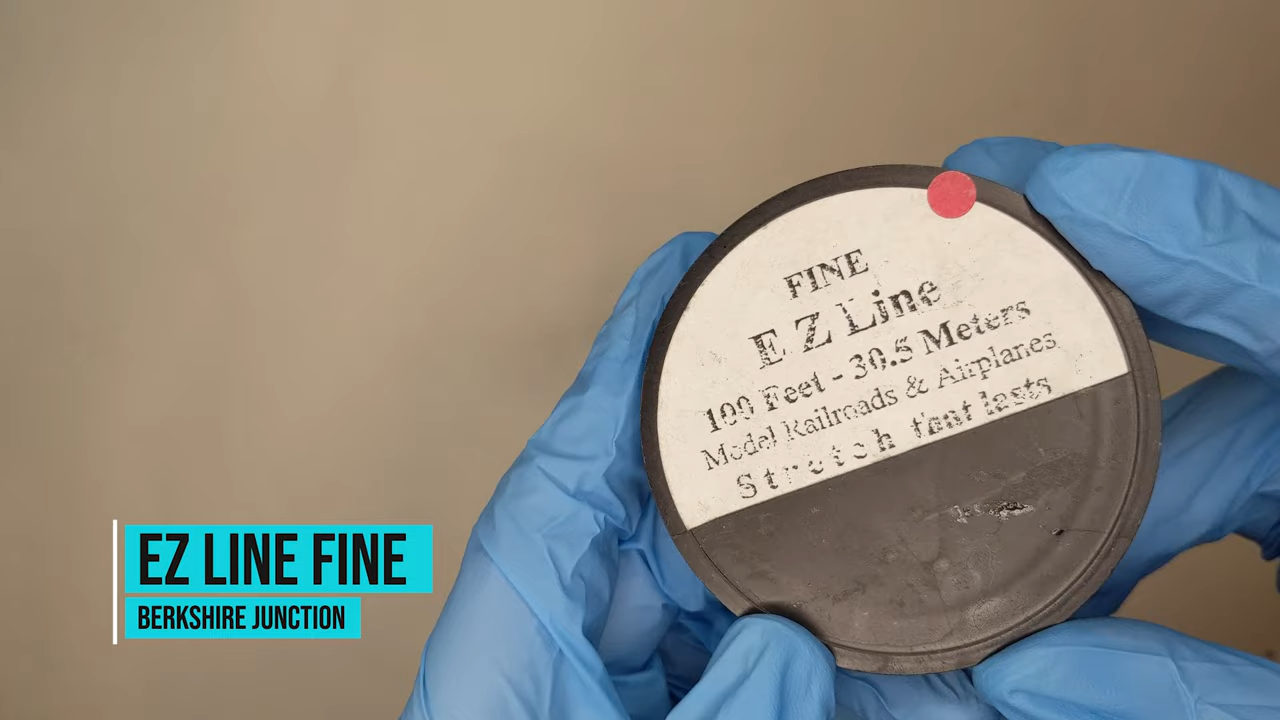 FINE
E Z Line
100 Feet - 30.5 Meters
Model Railroads & Airplanes
Stretch that lasts
EZ LINE FINE
BERKSHIRE JUNCTION